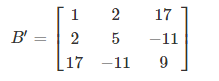 B′ = [ 1 2 17
2 5 −11
17 −11 9 ]